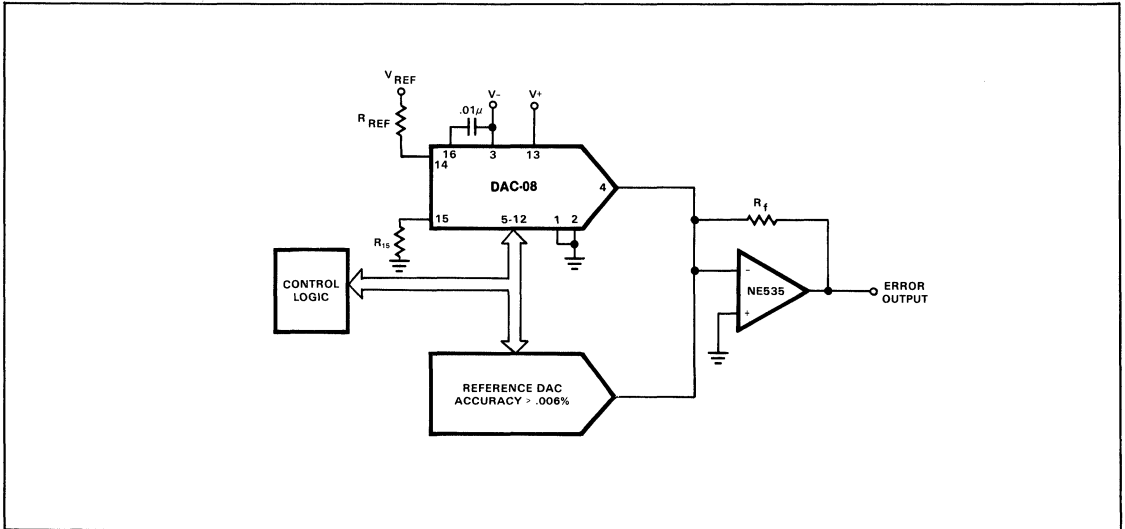 V REF
R REF
.01μ
V-
V+
16
3
13
14
DAC-08
4
15
5-12
1
2
R15
Rf
CONTROL
LOGIC
-
NE535
+
ERROR
OUTPUT
REFERENCE DAC
ACCURACY > .006%